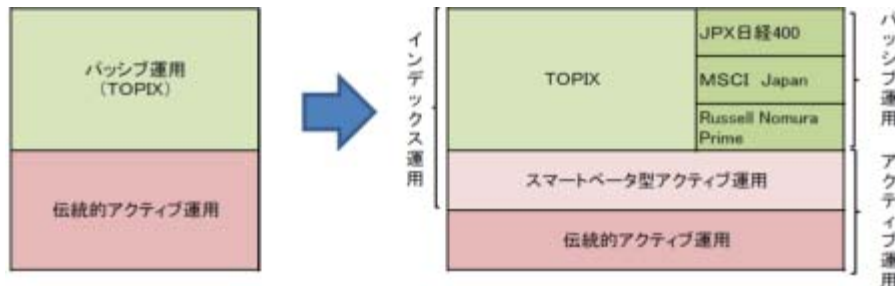 パッシブ運用
（TOPIX）
伝統的アクティブ運用
インデックス運用
TOPIX
JPX日経400
MSCI Japan
Russell Nomura
Prime
スマートベータ型アクティブ運用
伝統的アクティブ運用
パッシブ運用
アクティブ運用